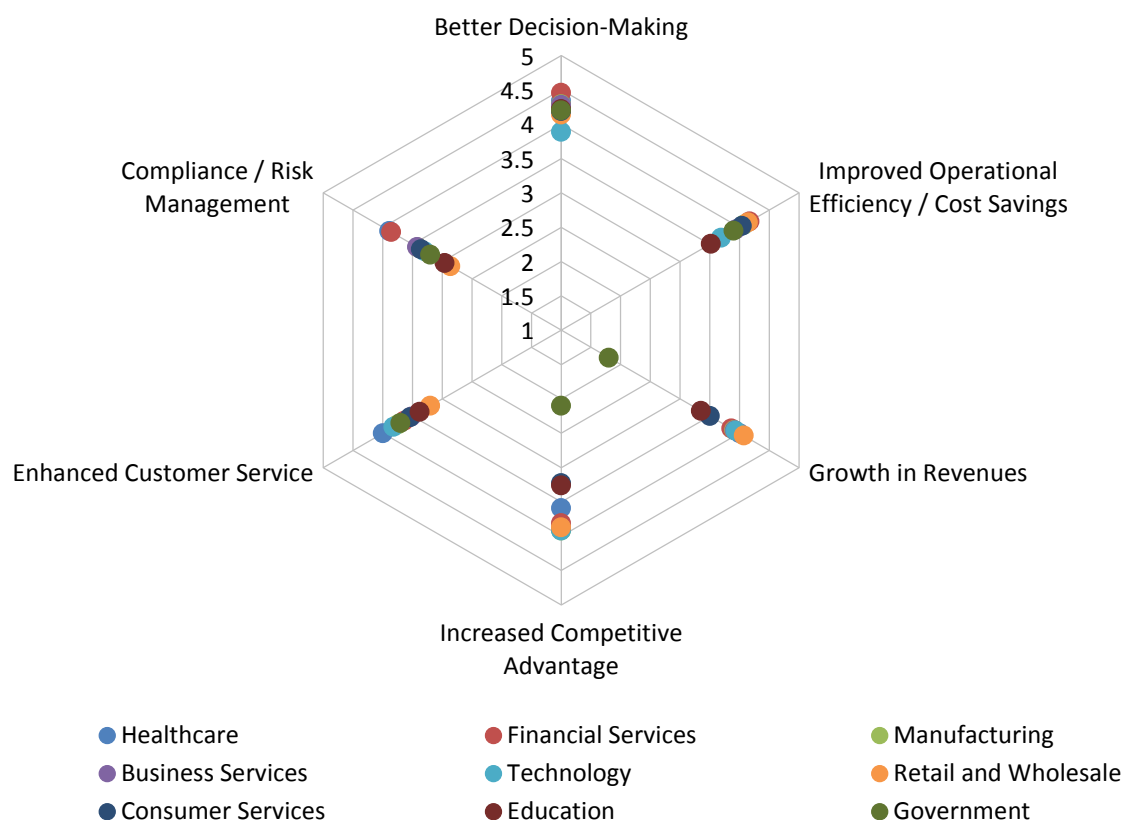 Better Decision-Making
5
4.5
4
3.5
3
2.5
2
1.5
1
Compliance / Risk
Management
Improved Operational
Efficiency / Cost Savings
Enhanced Customer Service
Growth in Revenues
Increased Competitive
Advantage
Healthcare
Financial Services
Manufacturing
Business Services
Technology
Retail and Wholesale
Consumer Services
Education
Government